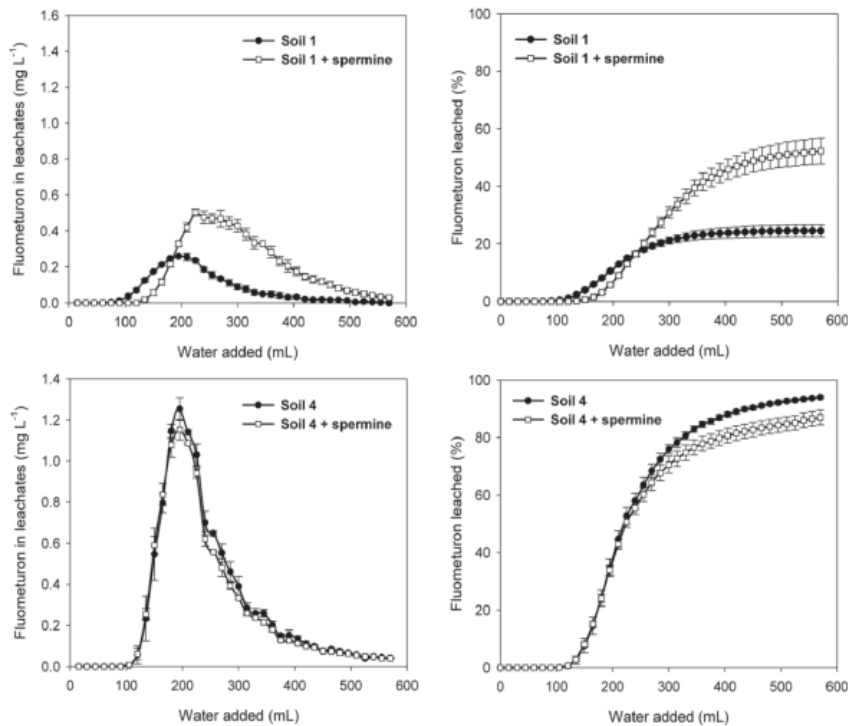 Fluometuron in leachates (mg L⁻¹)
1.6
1.4
1.2
1.0
0.8
0.6
0.4
0.2
0.0
Soil 1
Soil 1 + spermine
0 100 200 300 400 500 600
Water added (mL)
Fluometuron leached (%)
100
80
60
40
20
0
Soil 1
Soil 1 + spermine
0 100 200 300 400 500 600
Water added (mL)
Fluometuron in leachates (mg L⁻¹)
1.4
1.2
1.0
0.8
0.6
0.4
0.2
0.0
Soil 4
Soil 4 + spermine
0 100 200 300 400 500 600
Water added (mL)
Fluometuron leached (%)
100
80
60
40
20
0
Soil 4
Soil 4 + spermine
0 100 200 300 400 500 600
Water added (mL)